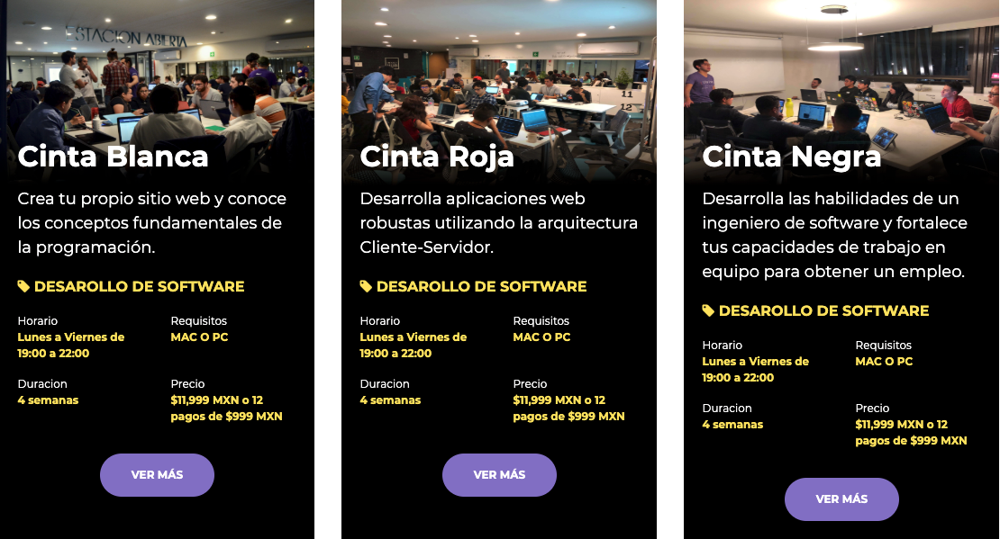 ESTACION ABIERTA
Cinta Blanca
Crea tu propio sitio web y conoce
los conceptos fundamentales de
la programación.
DESAROLLO DE SOFTWARE
Horario
Lunes a Viernes de
19:00 a 22:00
Requisitos
MAC O PC
Duracion
4 semanas
Precio
$11,999 MXN o 12
pagos de $999 MXN
VER MÁS
11
12
Cinta Roja
Desarrolla aplicaciones web
robustas utilizando la arquitectura
Cliente-Servidor.
DESAROLLO DE SOFTWARE
Horario
Lunes a Viernes de
19:00 a 22:00
Requisitos
MAC O PC
Duracion
4 semanas
Precio
$11,999 MXN o 12
pagos de $999 MXN
VER MÁS
Cinta Negra
Desarrolla las habilidades de un
ingeniero de software y fortalece
tus capacidades de trabajo en
equipo para obtener un empleo.
DESAROLLO DE SOFTWARE
Horario
Lunes a Viernes de
19:00 a 22:00
Requisitos
MAC O PC
Duracion
4 semanas
Precio
$11,999 MXN o 12
pagos de $999 MXN
VER MÁS